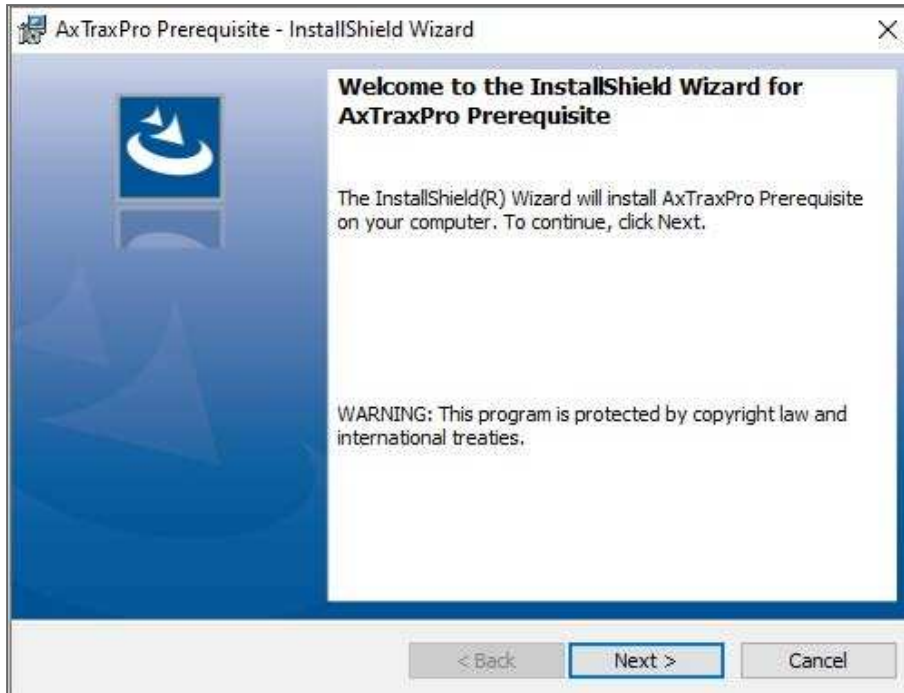 AxTraxPro Prerequisite - InstallShield Wizard
Welcome to the InstallShield Wizard for
AxTraxPro Prerequisite
The InstallShield(R) Wizard will install AxTraxPro Prerequisite
on your computer. To continue, click Next.
WARNING: This program is protected by copyright law and
international treaties.
< Back
Next >
Cancel